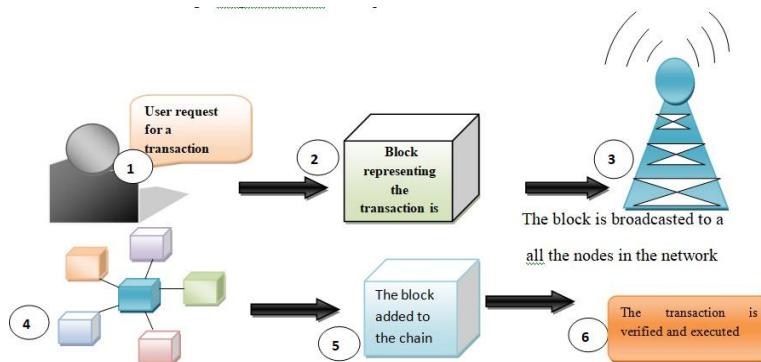 User request
for a
transaction
1
2
Block
representing
the
transaction is
3
The block is broadcasted to a
all the nodes in the network
4
5
The block
added to
the chain
6
The transaction is
verified and executed